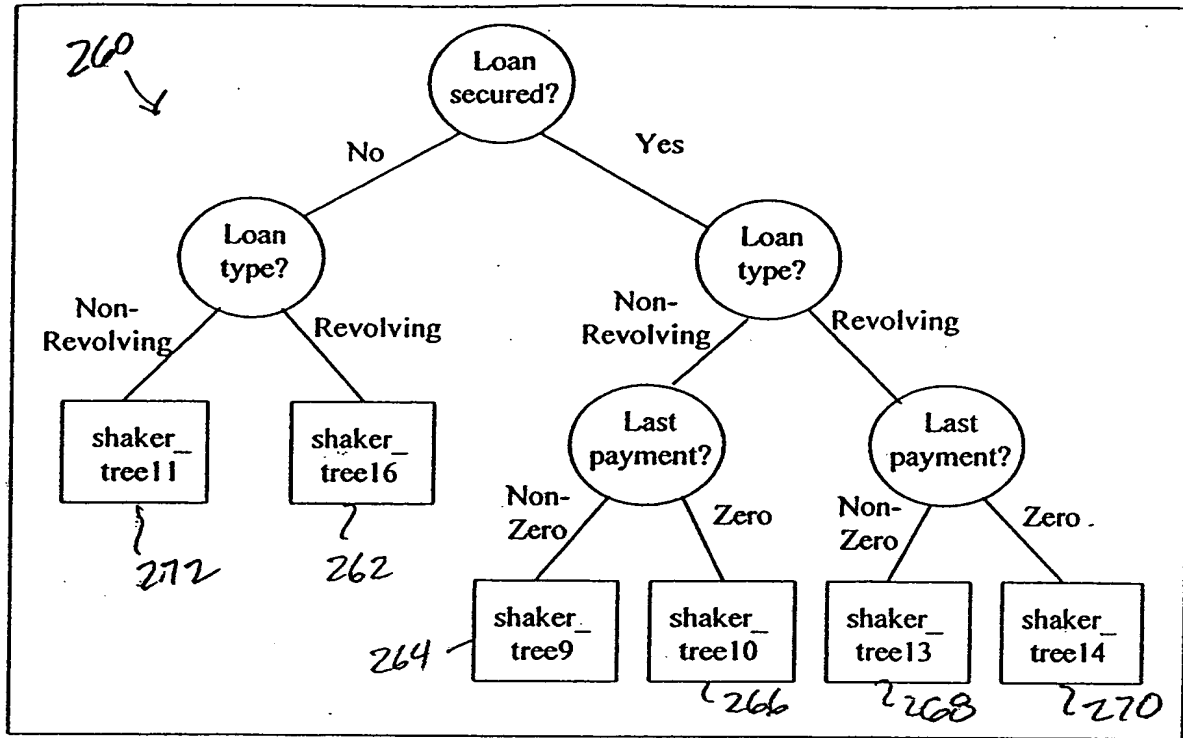 260
Loan
secured?
No
Yes
Loan
type?
Loan
type?
Non-
Revolving
Revolving
Non-
Revolving
Revolving
shaker_
tree11
shaker_
tree16
Last
payment?
Last
payment?
272
262
Non-
Zero
Zero
Non-
Zero
Zero
264
shaker_
tree9
shaker_
tree10
shaker_
tree13
shaker_
tree14
266
268
270